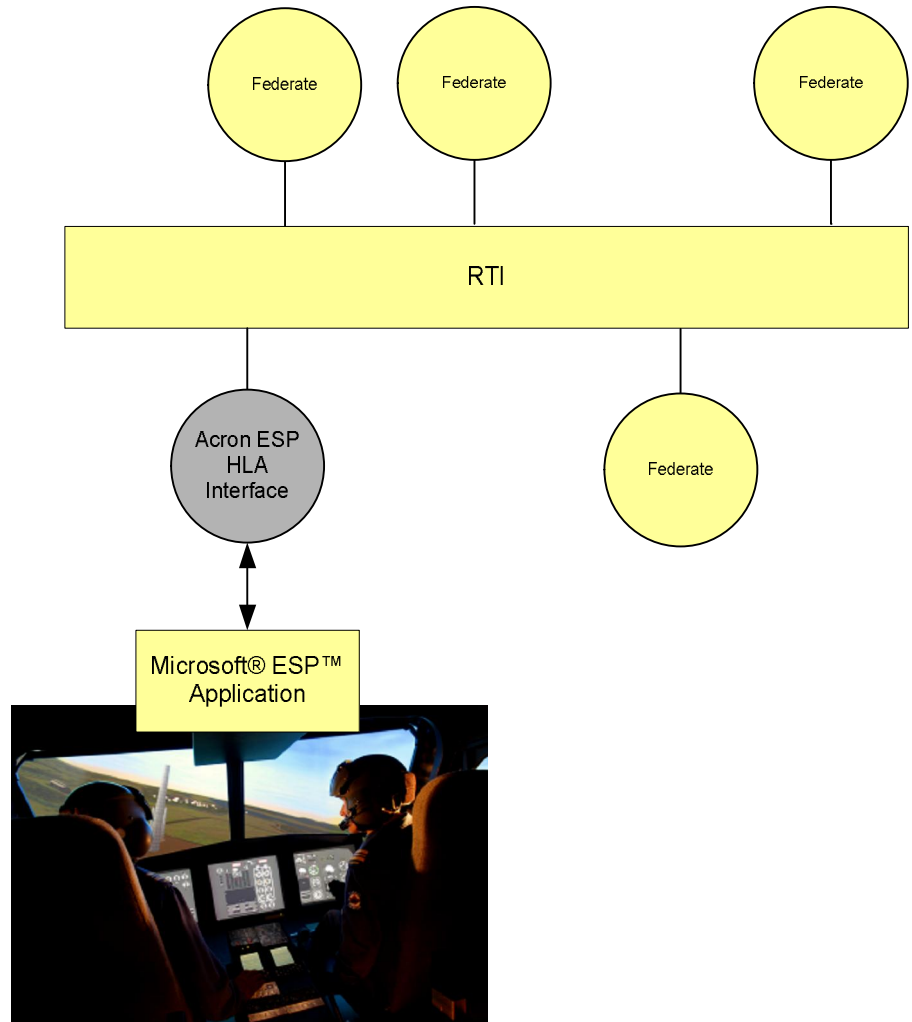 Federate
Federate
Federate
RTI
Acron ESP
HLA
Interface
Federate
Microsoft® ESP™
Application